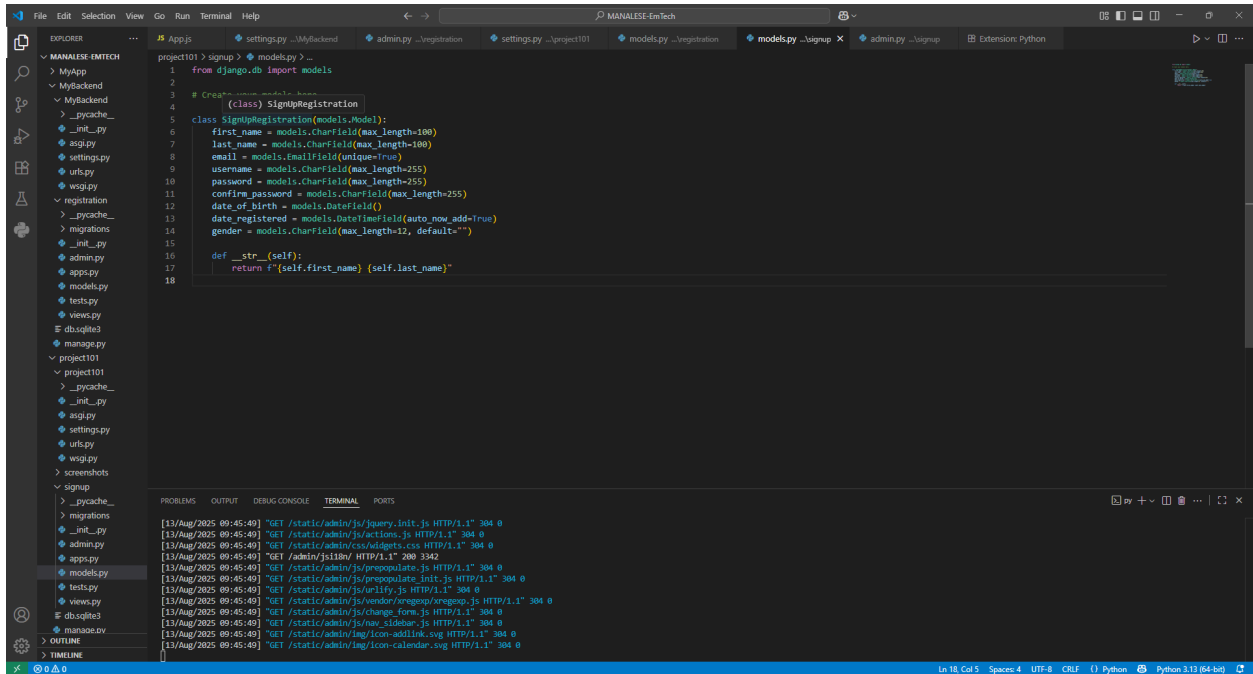 File Edit Selection View Go Run Terminal Help
MANALESE-EmTech
EXPLORER
MANALESE-EMTECH
MyApp
MyBackend
MyBackend
__pycache__
__init__.py
asgi.py
settings.py
urls.py
wsgi.py
registration
__pycache__
migrations
__init__.py
admin.py
apps.py
models.py
tests.py
views.py
db.sqlite3
manage.py
project101
project101
__pycache__
__init__.py
asgi.py
settings.py
urls.py
wsgi.py
screenshots
signup
__pycache__
migrations
__init__.py
admin.py
apps.py
models.py
tests.py
views.py
db.sqlite3
manage.py
OUTLINE
TIMELINE
JS App.js settings.py ...\MyBackend admin.py ...\registration settings.py ...\project101 models.py ...\registration models.py ...\signup admin.py ...\signup Extension: Python
project101 > signup > models.py > ...
1 from django.db import models
2
3 # Create your models here.
4 (class) SignUpRegistration
5 class SignUpRegistration(models.Model):
6 first_name = models.CharField(max_length=100)
7 last_name = models.CharField(max_length=100)
8 email = models.EmailField(unique=True)
9 username = models.CharField(max_length=255)
10 password = models.CharField(max_length=255)
11 confirm_password = models.CharField(max_length=255)
12 date_of_birth = models.DateField()
13 date_registered = models.DateTimeField(auto_now_add=True)
14 gender = models.CharField(max_length=12, default="")
15
16 def __str__(self):
17 return f"{self.first_name} {self.last_name}"
18
PROBLEMS OUTPUT DEBUG CONSOLE TERMINAL PORTS
py
[13/Aug/2025 09:45:49] "GET /static/admin/js/jquery.init.js HTTP/1.1" 304 0
[13/Aug/2025 09:45:49] "GET /static/admin/js/actions.js HTTP/1.1" 304 0
[13/Aug/2025 09:45:49] "GET /static/admin/css/widgets.css HTTP/1.1" 304 0
[13/Aug/2025 09:45:49] "GET /admin/jsi18n/ HTTP/1.1" 200 3342
[13/Aug/2025 09:45:49] "GET /static/admin/js/prepopulate.js HTTP/1.1" 304 0
[13/Aug/2025 09:45:49] "GET /static/admin/js/prepopulate_init.js HTTP/1.1" 304 0
[13/Aug/2025 09:45:49] "GET /static/admin/js/urlify.js HTTP/1.1" 304 0
[13/Aug/2025 09:45:49] "GET /static/admin/js/vendor/xregexp/xregexp.js HTTP/1.1" 304 0
[13/Aug/2025 09:45:49] "GET /static/admin/js/change_form.js HTTP/1.1" 304 0
[13/Aug/2025 09:45:49] "GET /static/admin/js/nav_sidebar.js HTTP/1.1" 304 0
[13/Aug/2025 09:45:49] "GET /static/admin/img/icon-addlink.svg HTTP/1.1" 304 0
[13/Aug/2025 09:45:49] "GET /static/admin/img/icon-calendar.svg HTTP/1.1" 304 0
0 0 Ln 18, Col 5 Spaces: 4 UTF-8 CRLF {} Python Python 3.13 (64-bit)